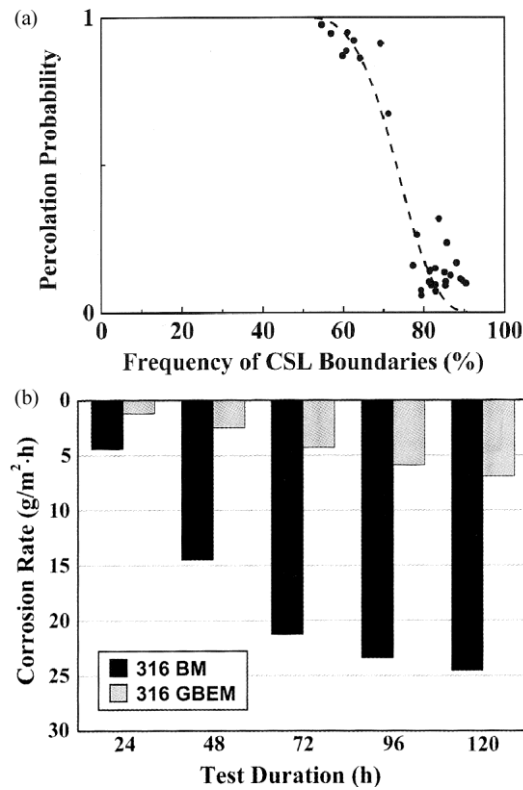 (a)
1
Percolation Probability
0
0 20 40 60 80 100
Frequency of CSL Boundaries (%)
(b)
0
5
10
15
20
25
30
Corrosion Rate (g/m²·h)
316 BM
316 GBEM
24 48 72 96 120
Test Duration (h)